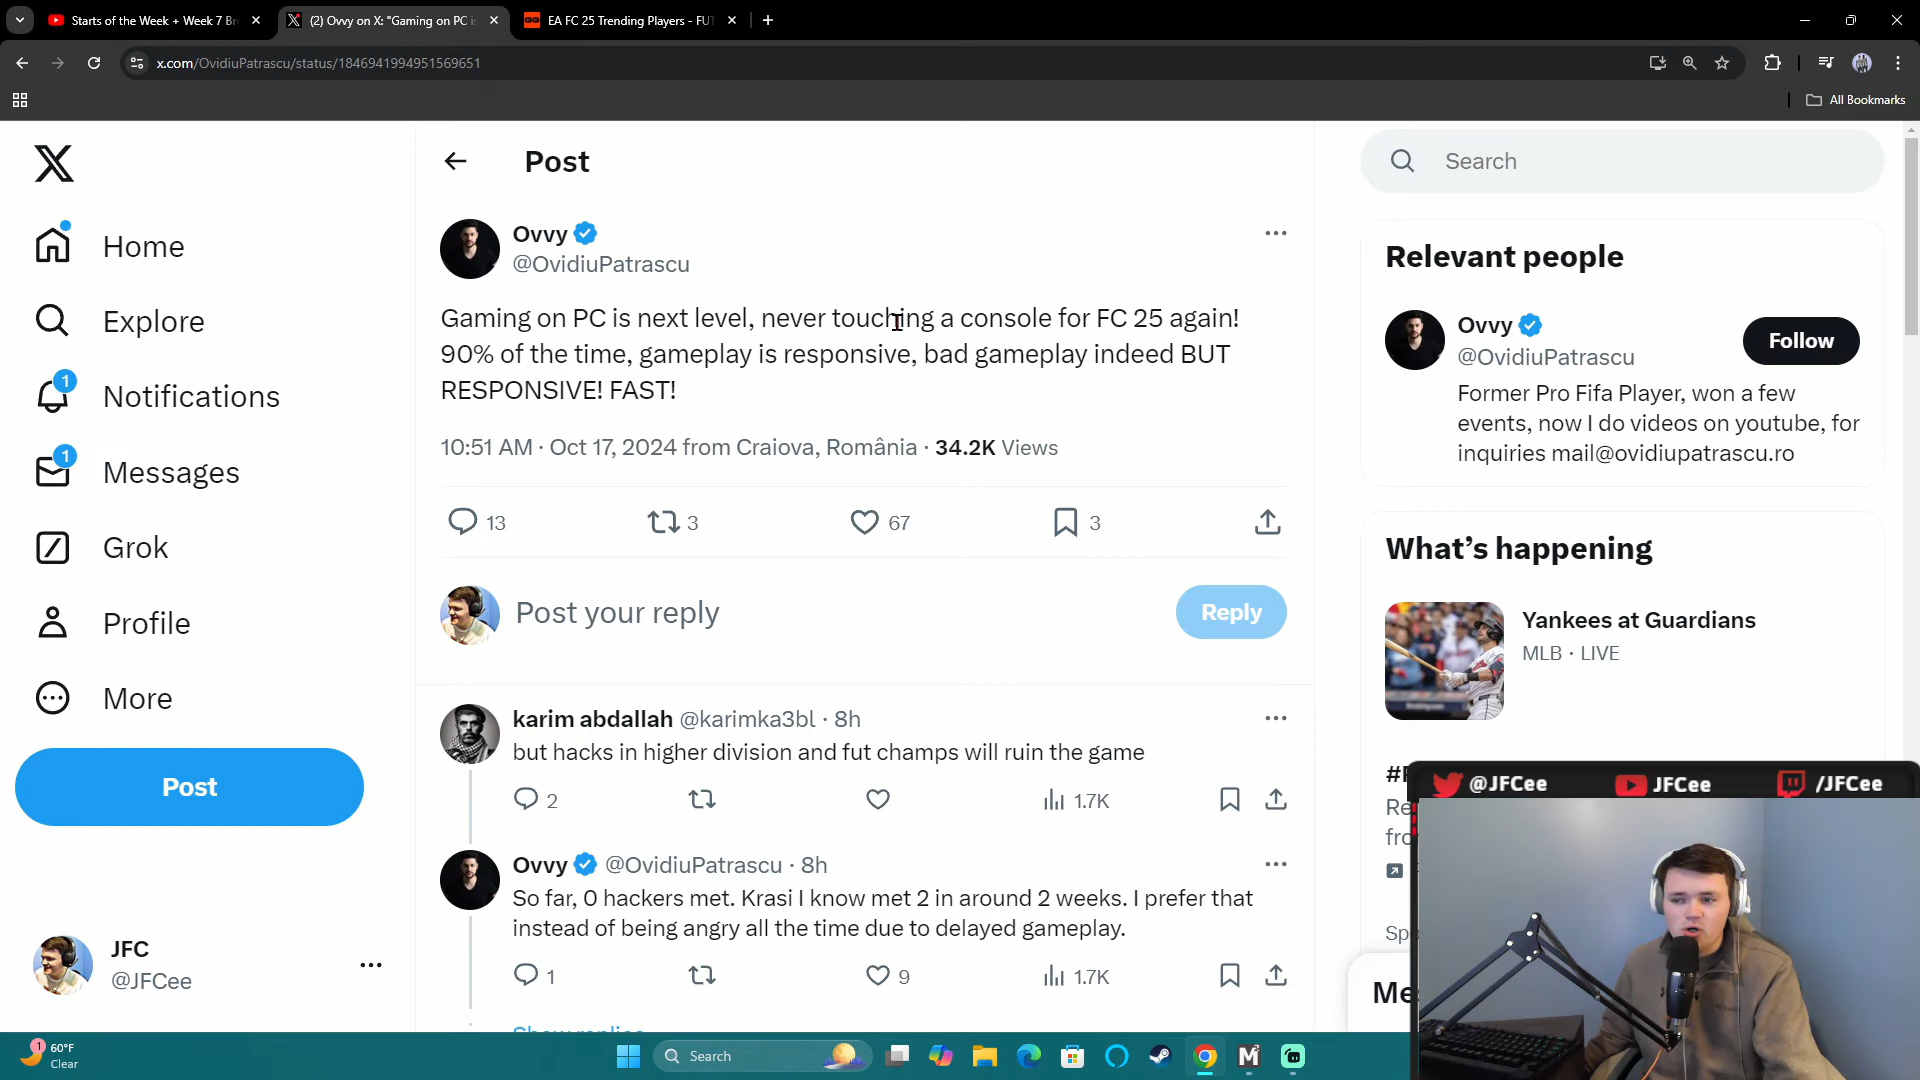 Starts of the Week + Week 7 Br
(2) Ovvy on X: "Gaming on PC is
EA FC 25 Trending Players - FUT
x.com/OvidiuPatrascu/status/1846941994951569651
All Bookmarks
Home
Explore
1
Notifications
1
Messages
Grok
Profile
More
Post
JFC
@JFCee
Post
Ovvy
@OvidiuPatrascu
Gaming on PC is next level, never touching a console for FC 25 again!
90% of the time, gameplay is responsive, bad gameplay indeed BUT
RESPONSIVE! FAST!
10:51 AM · Oct 17, 2024 from Craiova, România · 34.2K Views
13 3 67 3
Post your reply
Reply
karim abdallah @karimka3bl · 8h
but hacks in higher division and fut champs will ruin the game
2 1.7K
Ovvy @OvidiuPatrascu · 8h
So far, 0 hackers met. Krasi I know met 2 in around 2 weeks. I prefer that
instead of being angry all the time due to delayed gameplay.
1 9 1.7K
Show replies
Search
Relevant people
Ovvy
@OvidiuPatrascu
Follow
Former Pro Fifa Player, won a few
events, now I do videos on youtube, for
inquiries mail@ovidiupatrascu.ro
What's happening
Yankees at Guardians
MLB · LIVE
@JFCee JFCee /JFCee
1
60°F
Clear
Search